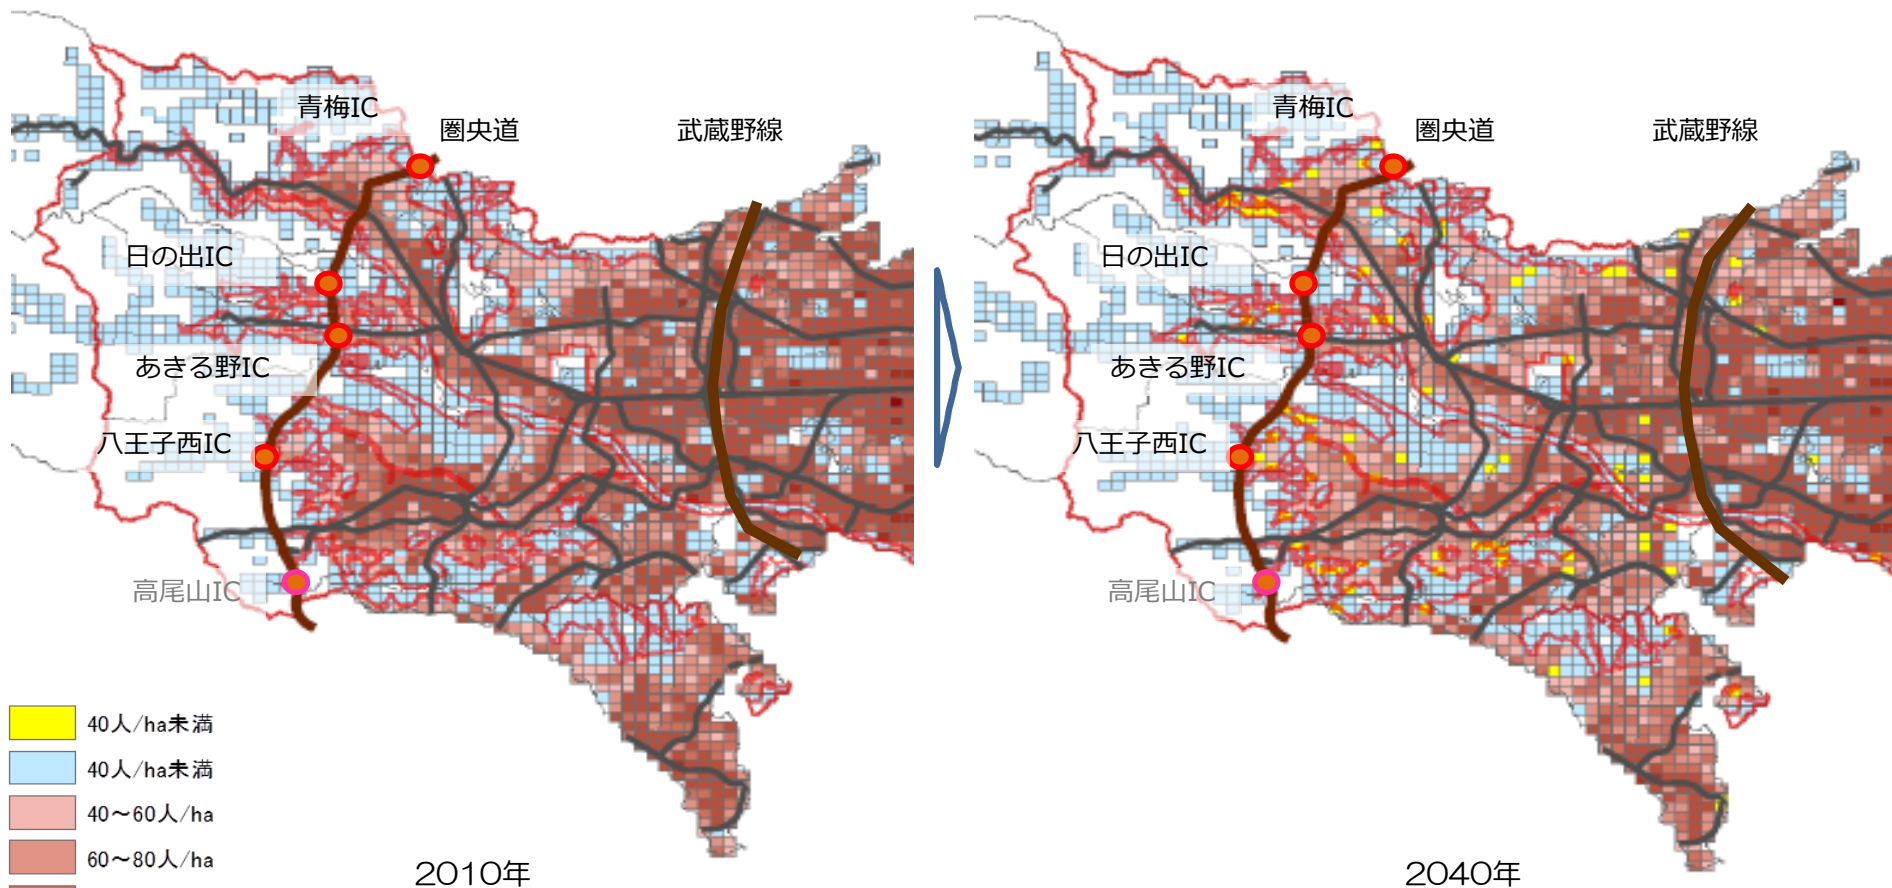 青梅IC
圏央道
武蔵野線
日の出IC
あきる野IC
八王子西IC
高尾山IC
40人/ha未満
40人/ha未満
40～60人/ha
60～80人/ha
2010年
青梅IC
圏央道
武蔵野線
日の出IC
あきる野IC
八王子西IC
高尾山IC
2040年